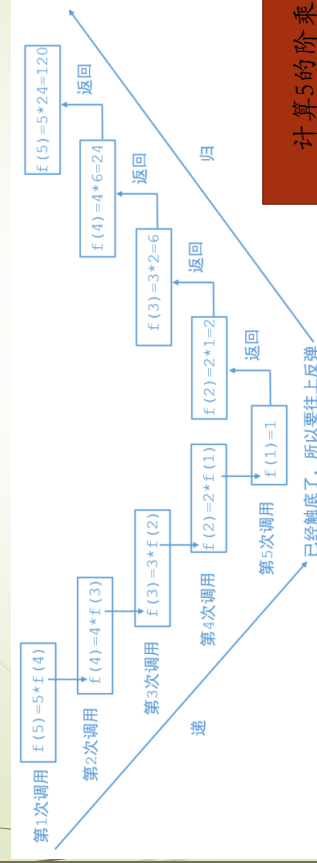 计算5的阶乘
第1次调用
f(5)=5*f(4)
第2次调用
f(4)=4*f(3)
第3次调用
f(3)=3*f(2)
第4次调用
f(2)=2*f(1)
第5次调用
f(1)=1
递
已经触底了，所以要往上反弹
归
返回
f(2)=2*1=2
返回
f(3)=3*2=6
返回
f(4)=4*6=24
返回
f(5)=5*24=120